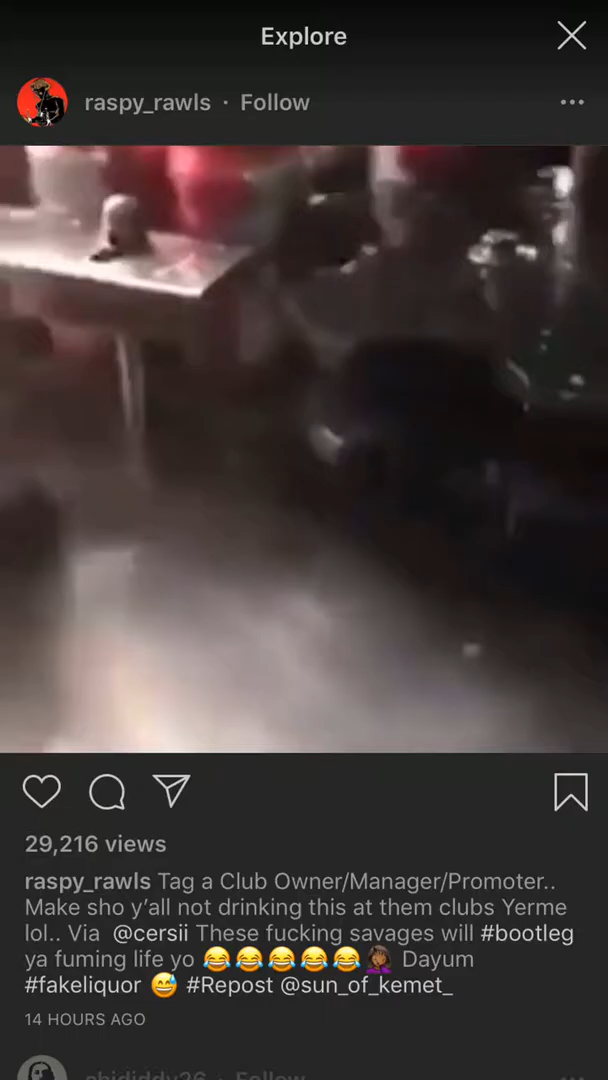 Explore
raspy_rawls · Follow
29,216 views
raspy_rawls Tag a Club Owner/Manager/Promoter..
Make sho y’all not drinking this at them clubs Yerme
lol.. Via @cersii These fucking savages will #bootleg
ya fuming life yo 😂😂😂😂😂🤦🏾‍♀️ Dayum
#fakeliquor 😅 #Repost @sun_of_kemet_
14 HOURS AGO
Follow